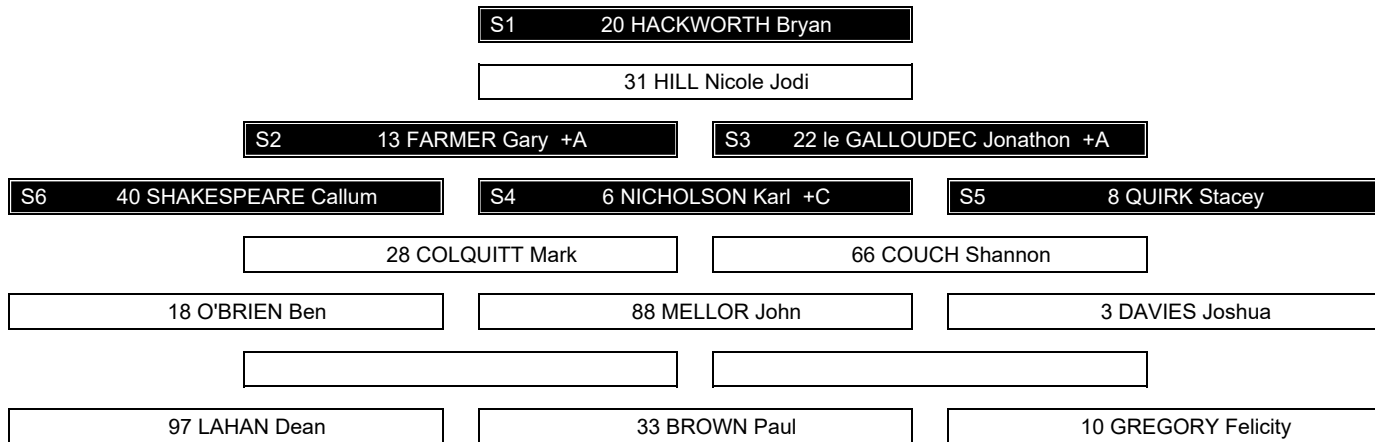 S1 20 HACKWORTH Bryan
31 HILL Nicole Jodi
S2 13 FARMER Gary +A S3 22 le GALLOUDEC Jonathon +A
S6 40 SHAKESPEARE Callum S4 6 NICHOLSON Karl +C S5 8 QUIRK Stacey
28 COLQUITT Mark 66 COUCH Shannon
18 O'BRIEN Ben 88 MELLOR John 3 DAVIES Joshua
97 LAHAN Dean 33 BROWN Paul 10 GREGORY Felicity